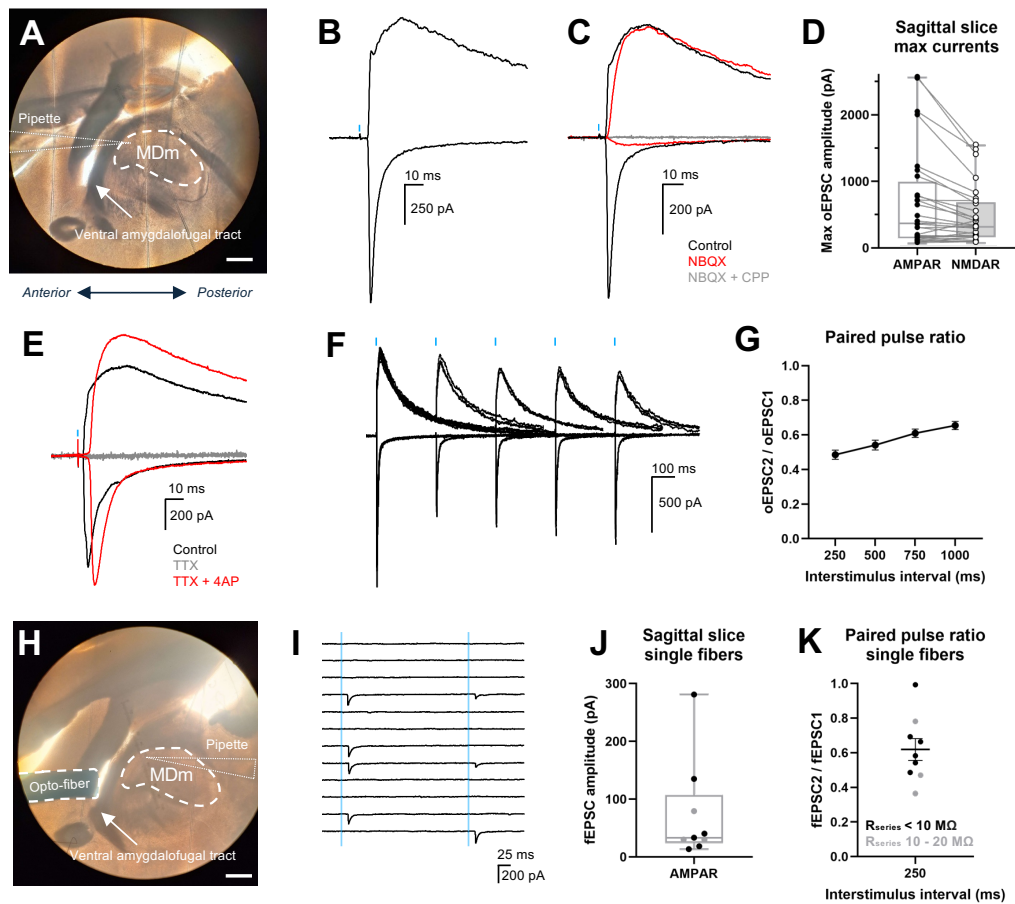 A
Pipette
MDm
Ventral amygdalofugal tract
Anterior
Posterior
B
10 ms
250 pA
C
10 ms
200 pA
Control
NBQX
NBQX + CPP
D
Sagittal slice
max currents
Max oEPSC amplitude (pA)
2000
1000
0
AMPAR
NMDAR
E
10 ms
200 pA
Control
TTX
TTX + 4AP
F
100 ms
500 pA
G
Paired pulse ratio
oEPSC2 / oEPSC1
1.0
0.8
0.6
0.4
0.2
0.0
250
500
750
1000
Interstimulus interval (ms)
H
Pipette
MDm
Opto-fiber
Ventral amygdalofugal tract
I
25 ms
200 pA
J
Sagittal slice
single fibers
fEPSC amplitude (pA)
300
200
100
0
AMPAR
K
Paired pulse ratio
single fibers
fEPSC2 / fEPSC1
1.0
0.8
0.6
0.4
0.2
0.0
Rseries < 10 MΩ
Rseries 10 - 20 MΩ
250
Interstimulus interval (ms)